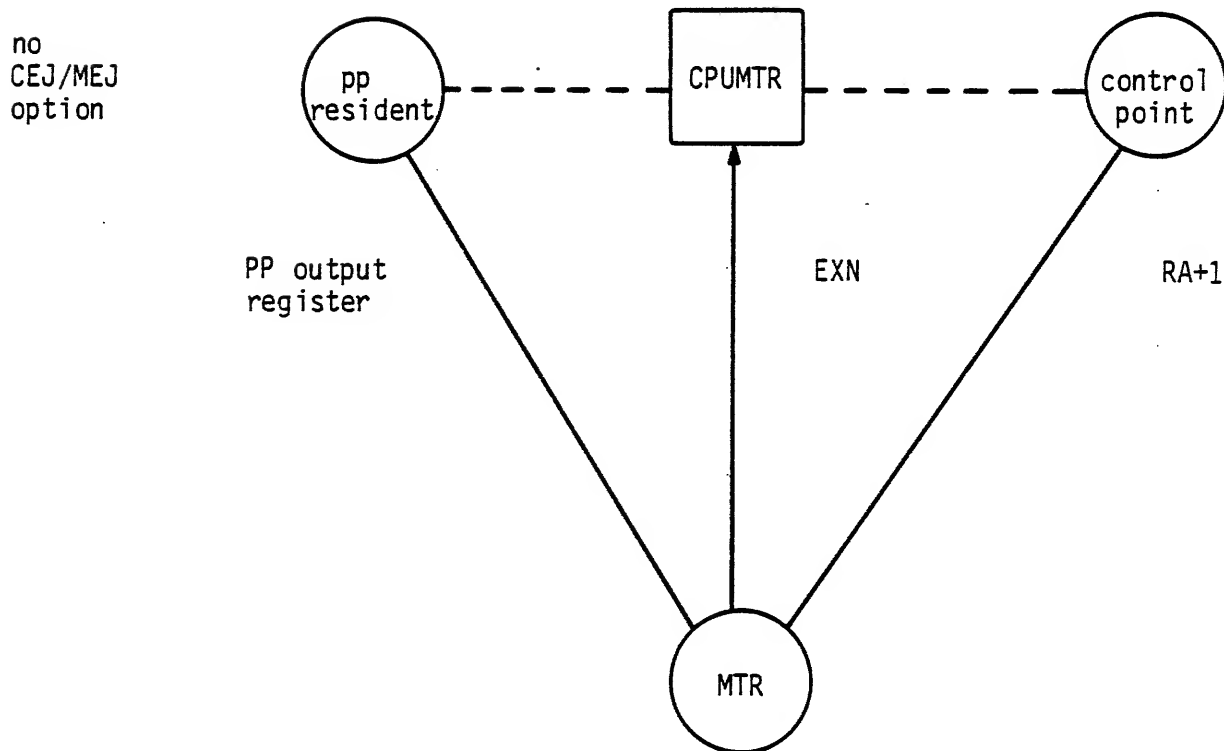 no
CEJ/MEJ
option
pp
resident
CPUMTR
control
point
PP output
register
EXN
RA+1
MTR